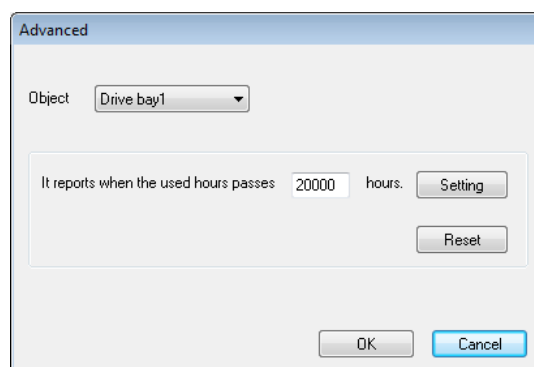 Advanced
Object Drive bay1
It reports when the used hours passes 20000 hours. Setting
Reset
OK Cancel